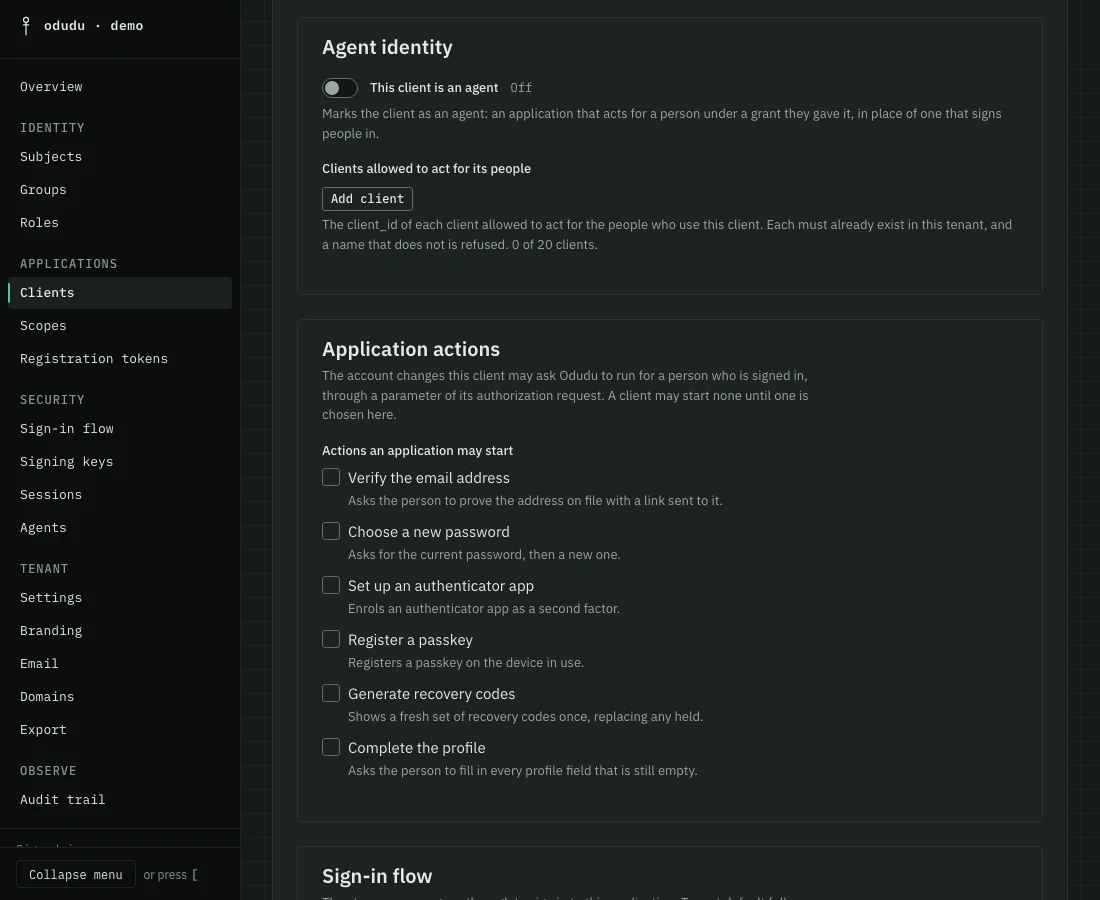 odudu · demo
Overview
IDENTITY
Subjects
Groups
Roles
APPLICATIONS
Clients
Scopes
Registration tokens
SECURITY
Sign-in flow
Signing keys
Sessions
Agents
TENANT
Settings
Branding
Email
Domains
Export
OBSERVE
Audit trail
Collapse menu or press [
Agent identity
This client is an agent Off
Marks the client as an agent: an application that acts for a person under a grant they gave it, in place of one that signs
people in.
Clients allowed to act for its people
Add client
The client_id of each client allowed to act for the people who use this client. Each must already exist in this tenant, and
a name that does not is refused. 0 of 20 clients.
Application actions
The account changes this client may ask Odudu to run for a person who is signed in,
through a parameter of its authorization request. A client may start none until one is
chosen here.
Actions an application may start
Verify the email address
Asks the person to prove the address on file with a link sent to it.
Choose a new password
Asks for the current password, then a new one.
Set up an authenticator app
Enrols an authenticator app as a second factor.
Register a passkey
Registers a passkey on the device in use.
Generate recovery codes
Shows a fresh set of recovery codes once, replacing any held.
Complete the profile
Asks the person to fill in every profile field that is still empty.
Sign-in flow